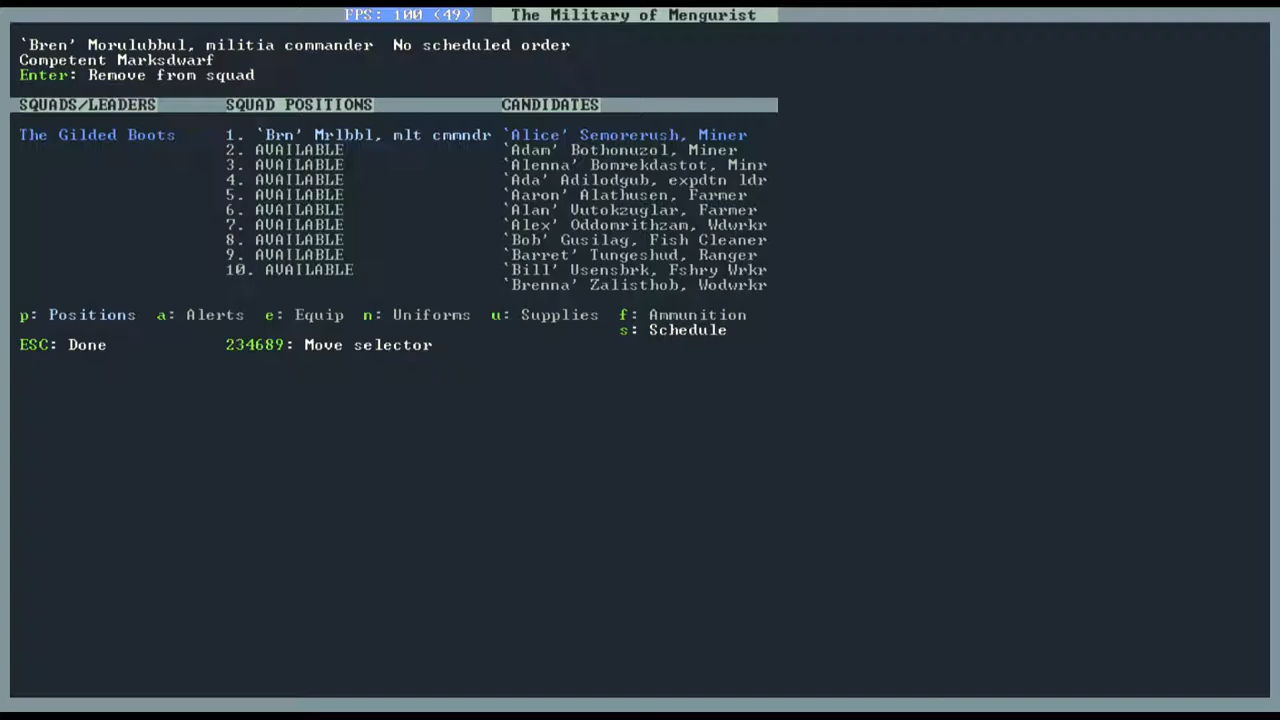 FPS: 100 (49) The Military of Mengurist
`Bren' Morulubbul, militia commander No scheduled order
Competent Marksdwarf
Enter: Remove from squad
SQUADS/LEADERS SQUAD POSITIONS CANDIDATES
The Gilded Boots 1. `Brn' Mrlbbl, mlt cmmndr `Alice' Semorerush, Miner
2. AVAILABLE `Adam' Bothonuzol, Miner
3. AVAILABLE `Alenna' Bomrekdastot, Minr
4. AVAILABLE `Ada' Adilodgub, expdtn ldr
5. AVAILABLE `Aaron' Alathusen, Farmer
6. AVAILABLE `Alan' Vutokzuglar, Farmer
7. AVAILABLE `Alex' Oddomrithzam, Wdwrkr
8. AVAILABLE `Bob' Gusilag, Fish Cleaner
9. AVAILABLE `Barret' Tungeshud, Ranger
10. AVAILABLE `Bill' Usensbrk, Fshry Wrkr
`Brenna' Zalisthob, Wodwrkr
p: Positions a: Alerts e: Equip n: Uniforms u: Supplies f: Ammunition
s: Schedule
ESC: Done 234689: Move selector